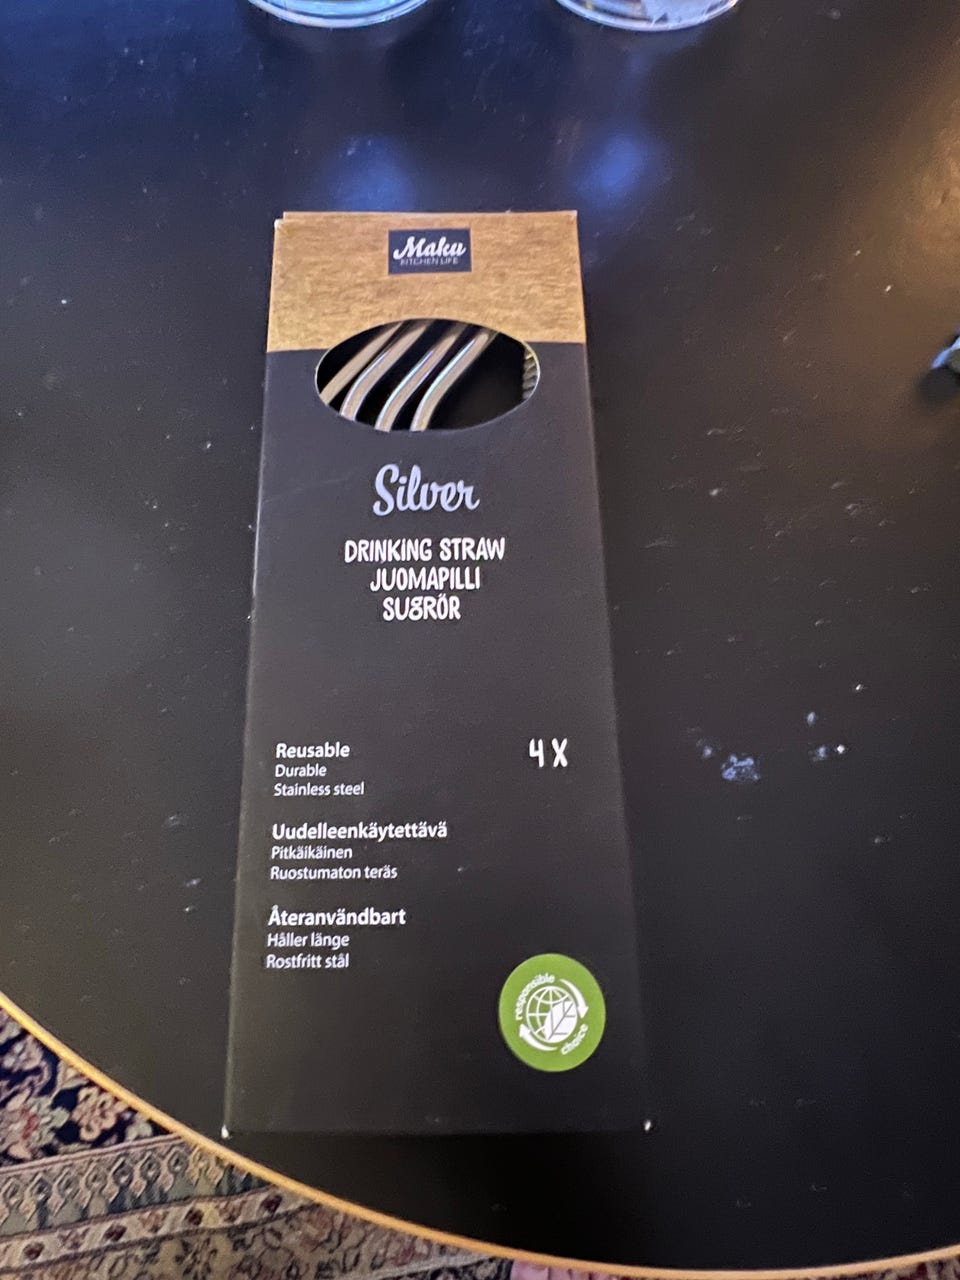 Maku
KITCHEN LIFE
Silver
DRINKING STRAW
JUOMAPILLI
SUGRÖR
Reusable
Durable
Stainless steel
4 X
Uudelleenkäytettävä
Pitkäikäinen
Ruostumaton teräs
Återanvändbart
Håller länge
Rostfritt stål
responsible
choice